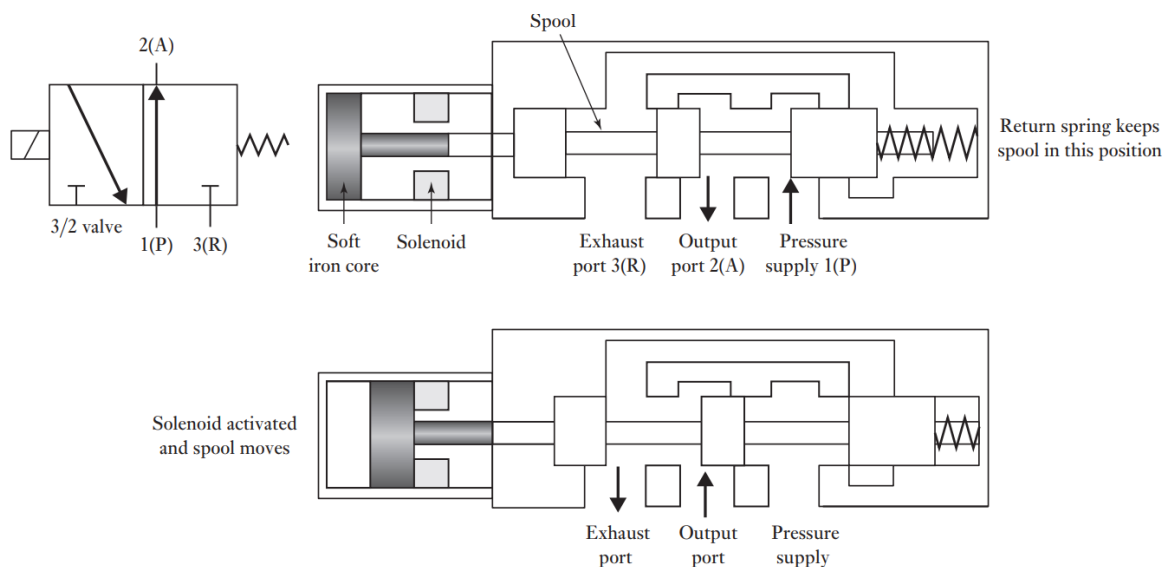 2(A)
3/2 valve
1(P)
3(R)
Spool
Soft
iron core
Solenoid
Exhaust
port 3(R)
Output
port 2(A)
Pressure
supply 1(P)
Return spring keeps
spool in this position
Solenoid activated
and spool moves
Exhaust
port
Output
port
Pressure
supply